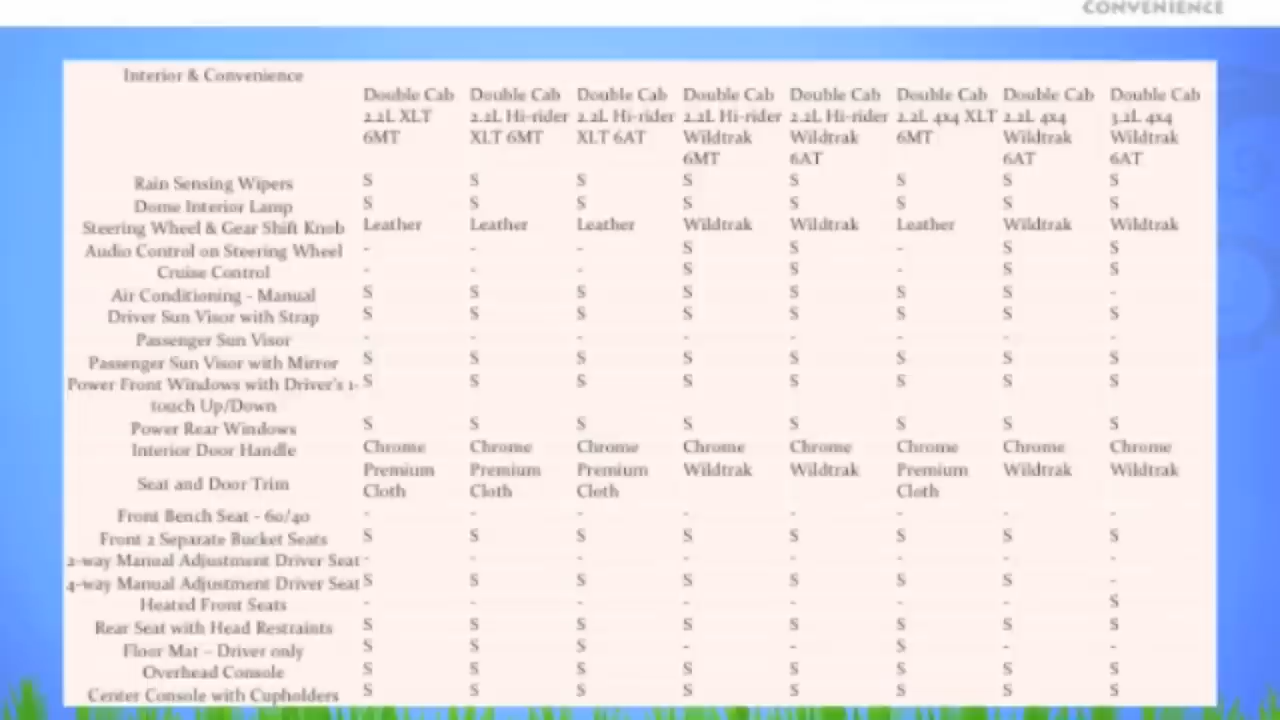 CONVENIENCE
Interior & Convenience
Double Cab 2.2L XLT 6MT
Double Cab 2.2L Hi-rider XLT 6MT
Double Cab 2.2L Hi-rider XLT 6AT
Double Cab 2.2L Hi-rider Wildtrak 6MT
Double Cab 2.2L Hi-rider Wildtrak 6AT
Double Cab 2.2L 4x4 XLT 6MT
Double Cab 2.2L 4x4 Wildtrak 6AT
Double Cab 3.2L 4x4 Wildtrak 6AT
Rain Sensing Wipers S S S S S S S S
Dome Interior Lamp S S S S S S S S
Steering Wheel & Gear Shift Knob Leather Leather Leather Wildtrak Wildtrak Leather Wildtrak Wildtrak
Audio Control on Steering Wheel - - - S S - S S
Cruise Control - - - S S - S S
Air Conditioning - Manual S S S S S S S -
Driver Sun Visor with Strap S S S S S S S S
Passenger Sun Visor - - - - - - - -
Passenger Sun Visor with Mirror S S S S S S S S
Power Front Windows with Driver's 1- S S S S S S S S
touch Up/Down
Power Rear Windows S S S S S S S S
Interior Door Handle Chrome Chrome Chrome Chrome Chrome Chrome Chrome Chrome
Seat and Door Trim Premium Cloth Premium Cloth Premium Cloth Wildtrak Wildtrak Premium Cloth Wildtrak Wildtrak
Front Bench Seat - 60/40 - - - - - - - -
Front 2 Separate Bucket Seats S S S S S S S S
2-way Manual Adjustment Driver Seat - - - - - - - -
4-way Manual Adjustment Driver Seat S S S S S S S -
Heated Front Seats - - - - - - - S
Rear Seat with Head Restraints S S S S S S S S
Floor Mat – Driver only S S S - - S - -
Overhead Console S S S S S S S S
Center Console with Cupholders S S S S S S S S